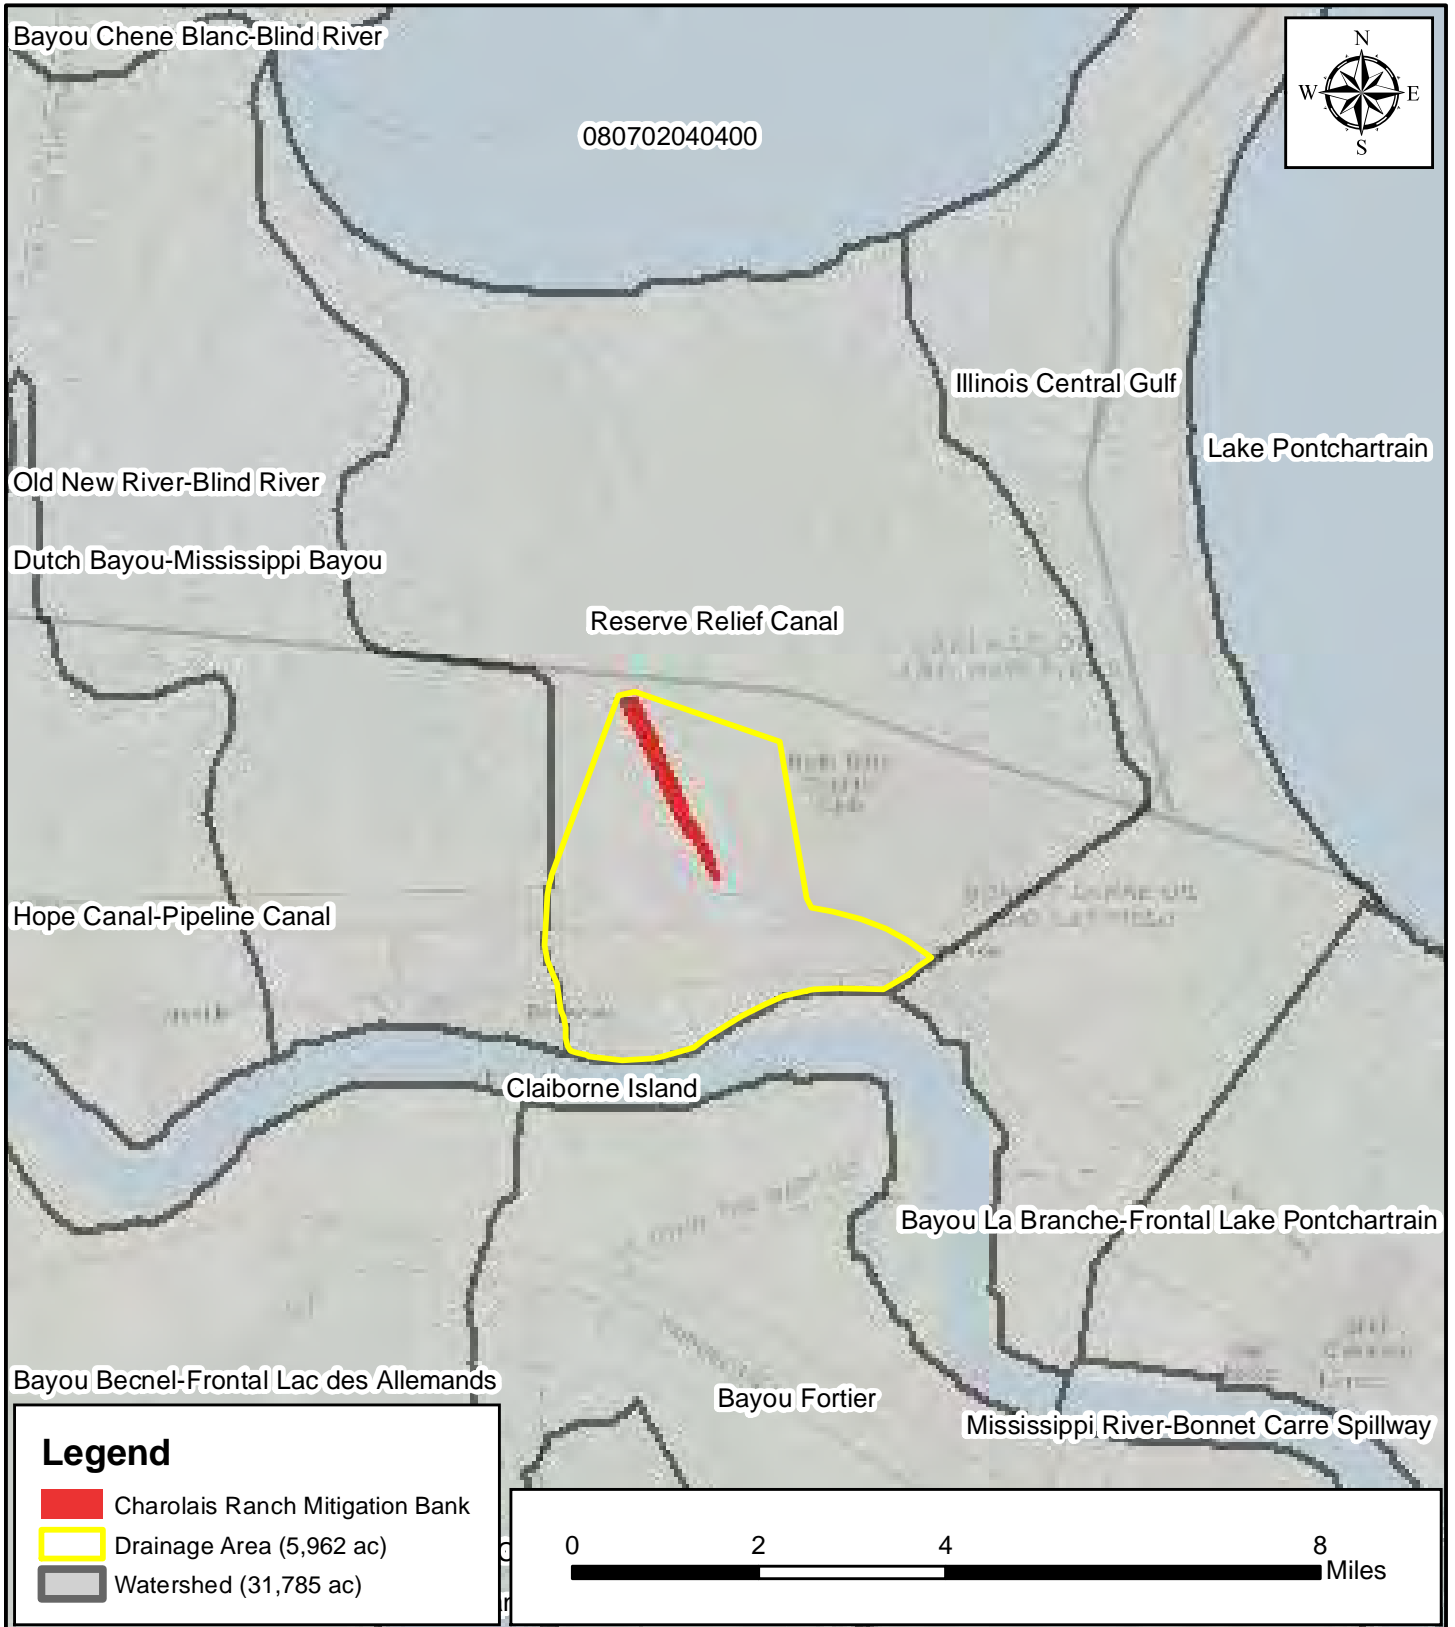 Bayou Chene Blanc-Blind River
N
W E
S
080702040400
Illinois Central Gulf
Lake Pontchartrain
Old New River-Blind River
Dutch Bayou-Mississippi Bayou
Reserve Relief Canal
Hope Canal-Pipeline Canal
Claiborne Island
Bayou La Branche-Frontal Lake Pontchartrain
Bayou Becnel-Frontal Lac des Allemands
Bayou Fortier
Mississippi River-Bonnet Carre Spillway
Legend
Charolais Ranch Mitigation Bank
Drainage Area (5,962 ac)
Watershed (31,785 ac)
0 2 4 8
Miles